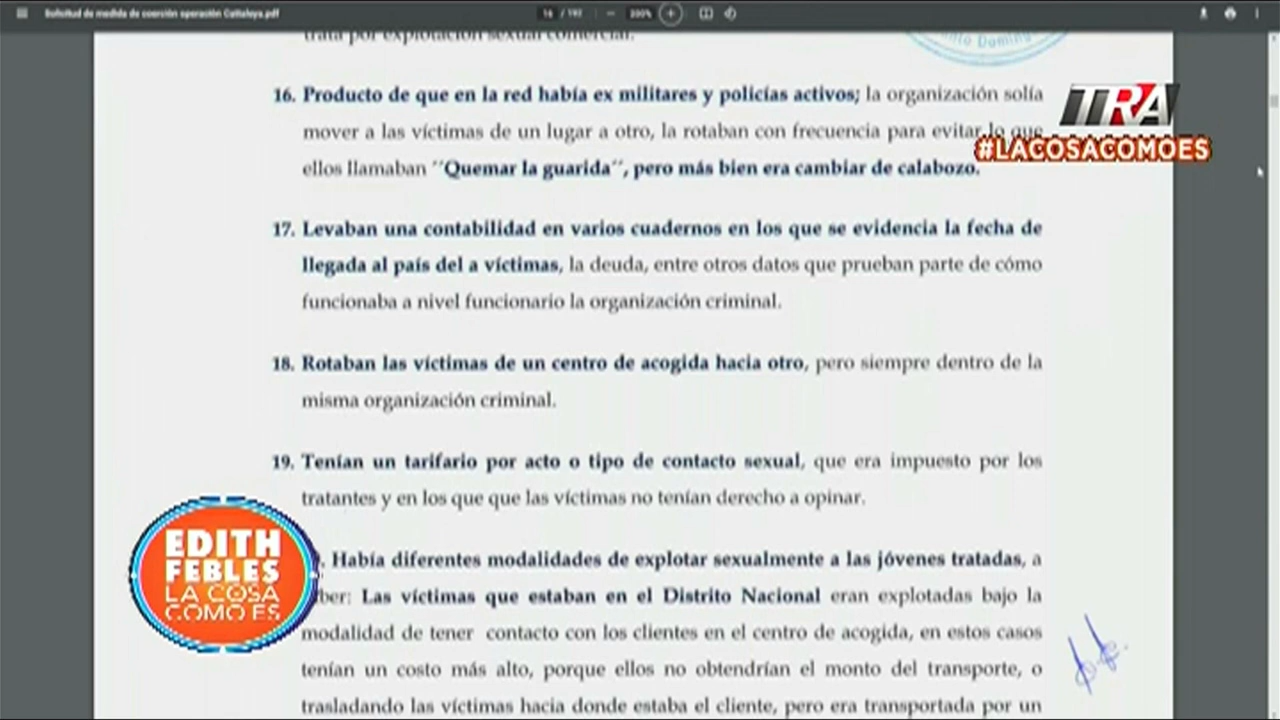 Solicitud de medida de coerción operación Cattaleya.pdf
16 / 192
200%
trata por explotación sexual comercial.
nto Doming
16. Producto de que en la red había ex militares y policías activos; la organización solía
mover a las víctimas de un lugar a otro, la rotaban con frecuencia para evitar lo que
ellos llamaban ´´Quemar la guarida´´, pero más bien era cambiar de calabozo.
TRA
#LACOSACOMOES
17. Levaban una contabilidad en varios cuadernos en los que se evidencia la fecha de
llegada al país del a víctimas, la deuda, entre otros datos que prueban parte de cómo
funcionaba a nivel funcionario la organización criminal.
18. Rotaban las víctimas de un centro de acogida hacia otro, pero siempre dentro de la
misma organización criminal.
19. Tenían un tarifario por acto o tipo de contacto sexual, que era impuesto por los
tratantes y en los que que las víctimas no tenían derecho a opinar.
. Había diferentes modalidades de explotar sexualmente a las jóvenes tratadas, a
ber: Las víctimas que estaban en el Distrito Nacional eran explotadas bajo la
modalidad de tener contacto con los clientes en el centro de acogida, en estos casos
tenían un costo más alto, porque ellos no obtendrían el monto del transporte, o
trasladando las víctimas hacia donde estaba el cliente, pero era transportada por un
EDITH
FEBLES
LA COSA
COMO ES